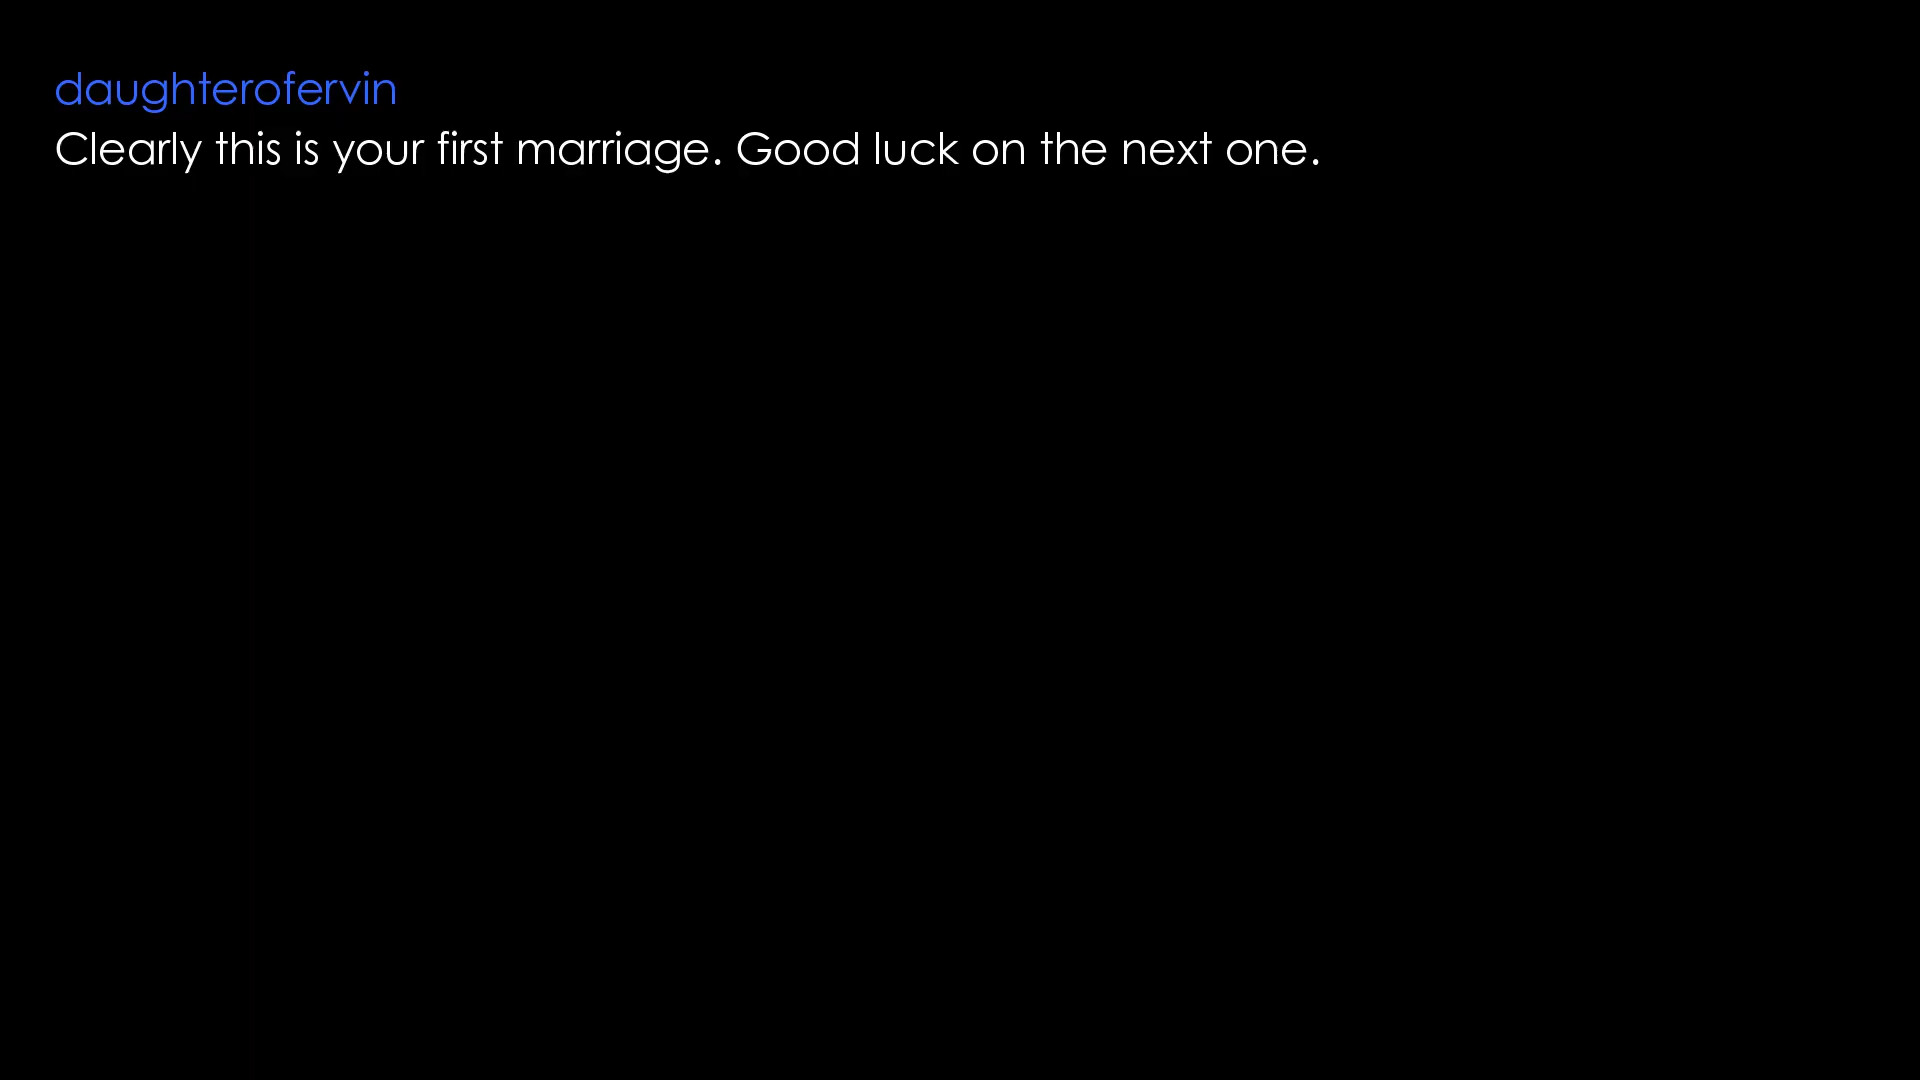 daughterofervin
Clearly this is your first marriage. Good luck on the next one.